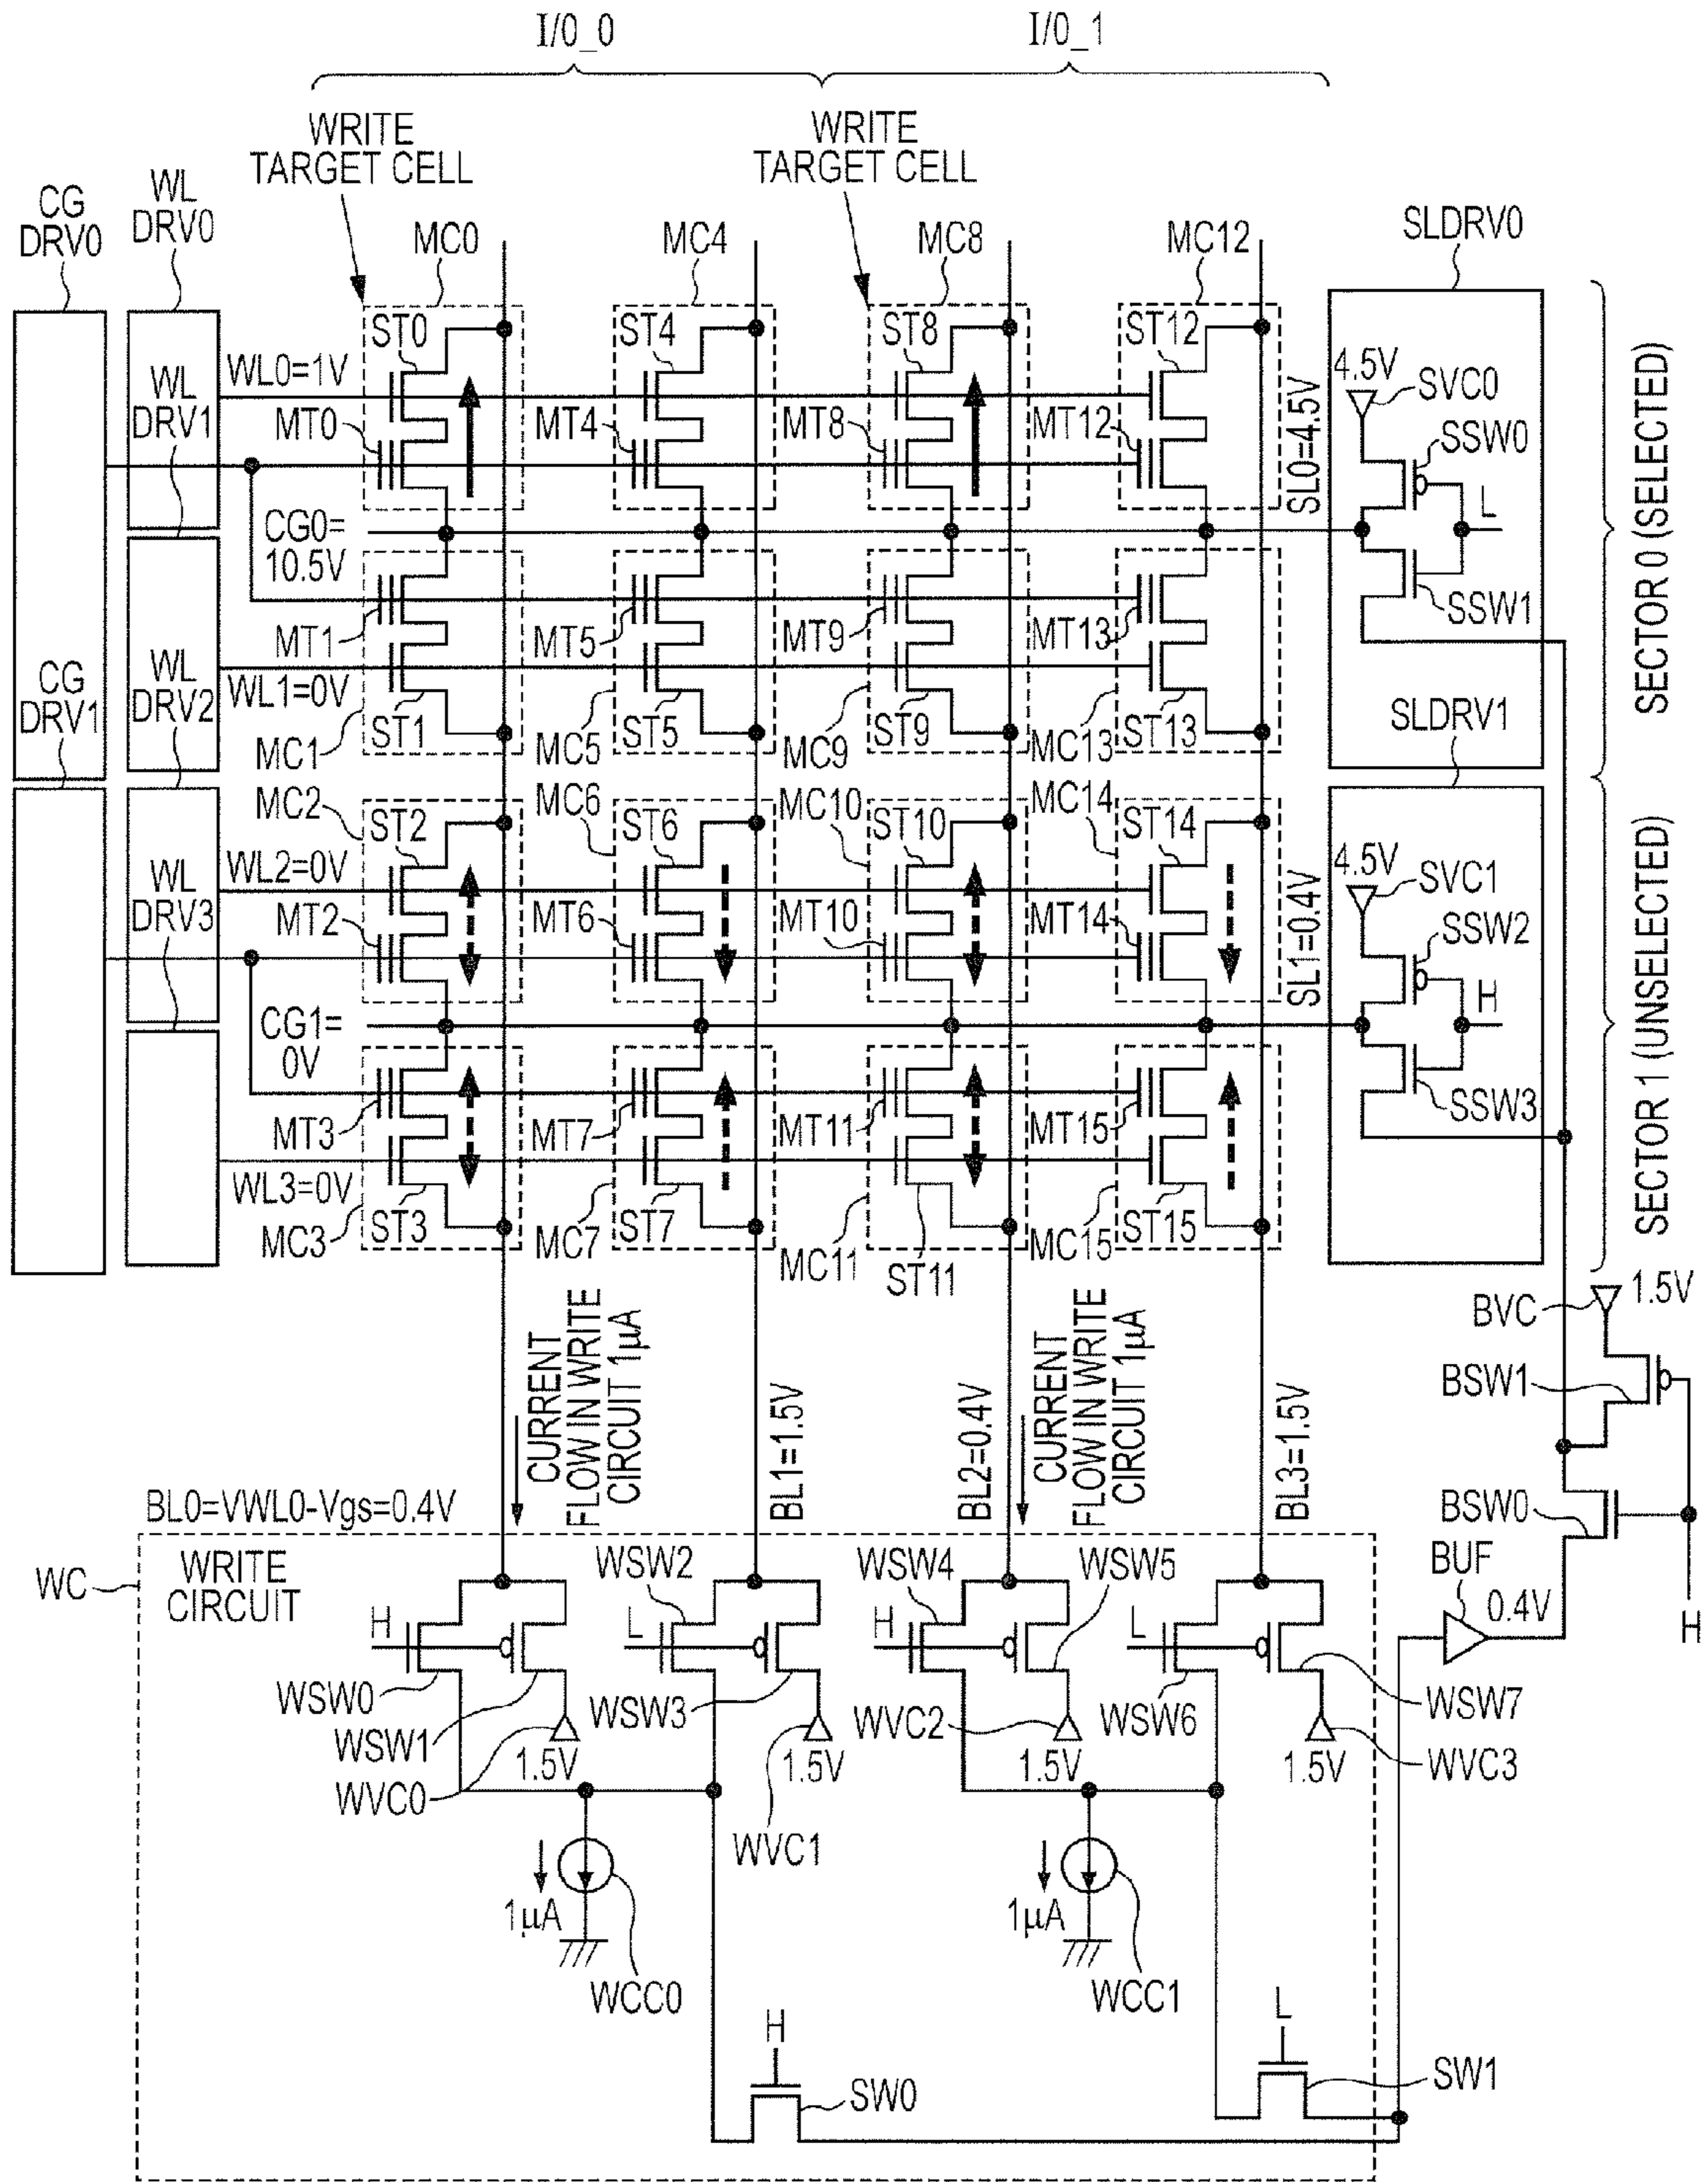 I/0_0
I/0_1
WRITE
TARGET CELL
WRITE
TARGET CELL
CG
DRV0
WL
DRV0
MC0
MC4
MC8
MC12
SLDRV0
ST0
ST4
ST8
ST12
WL
DRV1
WL0=1V
MT0
MT4
MT8
MT12
SL0=4.5V
4.5V
SVC0
SSW0
L
SSW1
CG0=
10.5V
MT1
MT5
MT9
MT13
CG
DRV1
WL
DRV2
WL1=0V
MC1
ST1
MC5
ST5
MC9
ST9
MC13
ST13
SLDRV1
SECTOR 0 (SELECTED)
MC2
ST2
MC6
ST6
MC10
ST10
MC14
ST14
WL
DRV3
WL2=0V
MT2
MT6
MT10
MT14
SL1=0.4V
4.5V
SVC1
SSW2
H
SSW3
CG1=
0V
MT3
MT7
MT11
MT15
WL3=0V
MC3
ST3
MC7
ST7
MC11
ST11
MC15
ST15
SECTOR 1 (UNSELECTED)
CURRENT
FLOW IN WRITE
CIRCUIT 1μA
BL1=1.5V
BL2=0.4V
CURRENT
FLOW IN WRITE
CIRCUIT 1μA
BL3=1.5V
BVC
1.5V
BSW1
BSW0
H
BL0=VWL0-Vgs=0.4V
WC
WRITE
CIRCUIT
WSW2
WSW4
WSW5
BUF
0.4V
H
L
H
L
WSW0
WSW1
WSW3
WVC2
WSW6
WSW7
WVC0
1.5V
1.5V
1.5V
1.5V
WVC3
WVC1
1μA
1μA
WCC0
WCC1
H
L
SW0
SW1